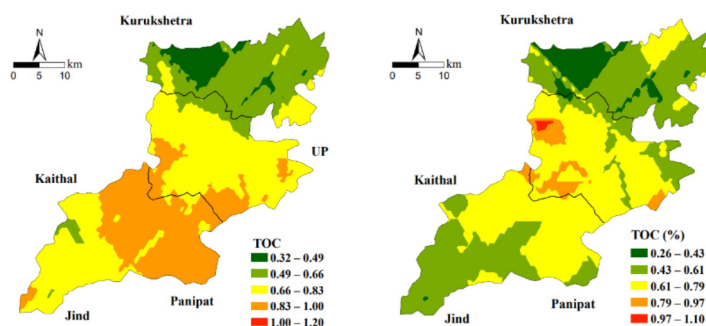 Kurukshetra
N
0 5 10 km
UP
Kaithal
TOC
0.32 – 0.49
0.49 – 0.66
0.66 – 0.83
0.83 – 1.00
1.00 – 1.20
Panipat
Jind
Kurukshetra
N
0 5 10 km
Kaithal
UP
TOC (%)
0.26 – 0.43
0.43 – 0.61
0.61 – 0.79
0.79 – 0.97
0.97 – 1.10
Panipat
Jind